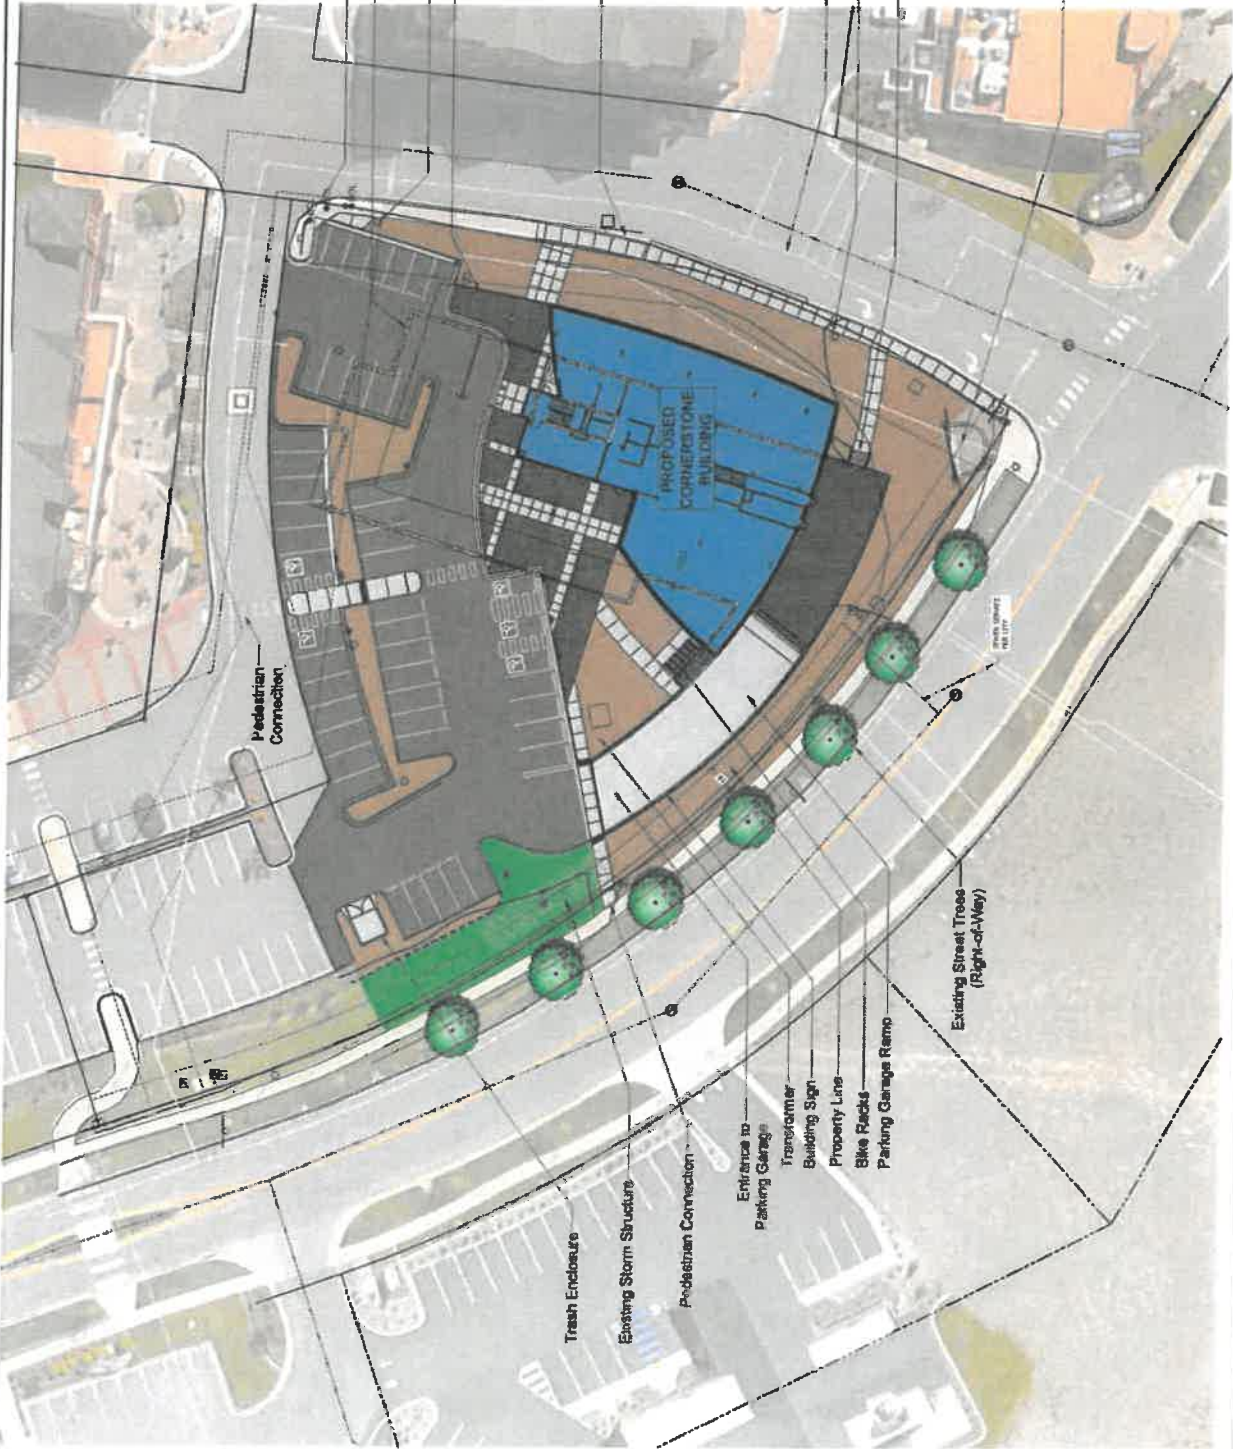 Pedestrian
Connection
PROPOSED
CORNERSTONE
BUILDING
Trash Enclosure
Existing Storm Structure
Pedestrian Connection
Entrance to
Parking Garage
Transformer
Building Sign
Property Line
Bike Racks
Parking Garage Ramp
Existing Street Trees
(Right-of-Way)